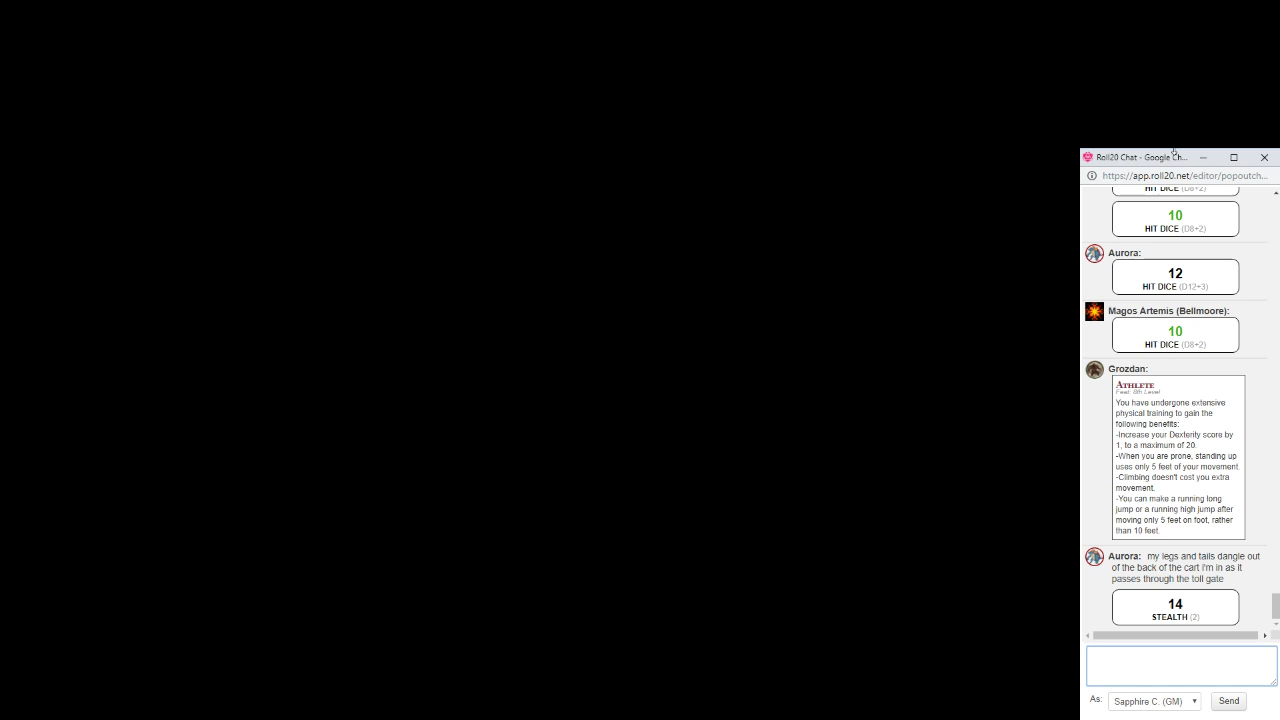 Roll20 Chat - Google Ch...
https://app.roll20.net/editor/popoutch...
HIT DICE (D8+2)
10
HIT DICE (D8+2)
Aurora:
12
HIT DICE (D12+3)
Magos Artemis (Bellmoore):
10
HIT DICE (D8+2)
Grozdan:
ATHLETE
Feat: 8th Level
You have undergone extensive
physical training to gain the
following benefits:
-Increase your Dexterity score by
1, to a maximum of 20.
-When you are prone, standing up
uses only 5 feet of your movement.
-Climbing doesn't cost you extra
movement.
-You can make a running long
jump or a running high jump after
moving only 5 feet on foot, rather
than 10 feet.
Aurora: my legs and tails dangle out
of the back of the cart i'm in as it
passes through the toll gate
14
STEALTH (2)
As: Sapphire C. (GM) Send